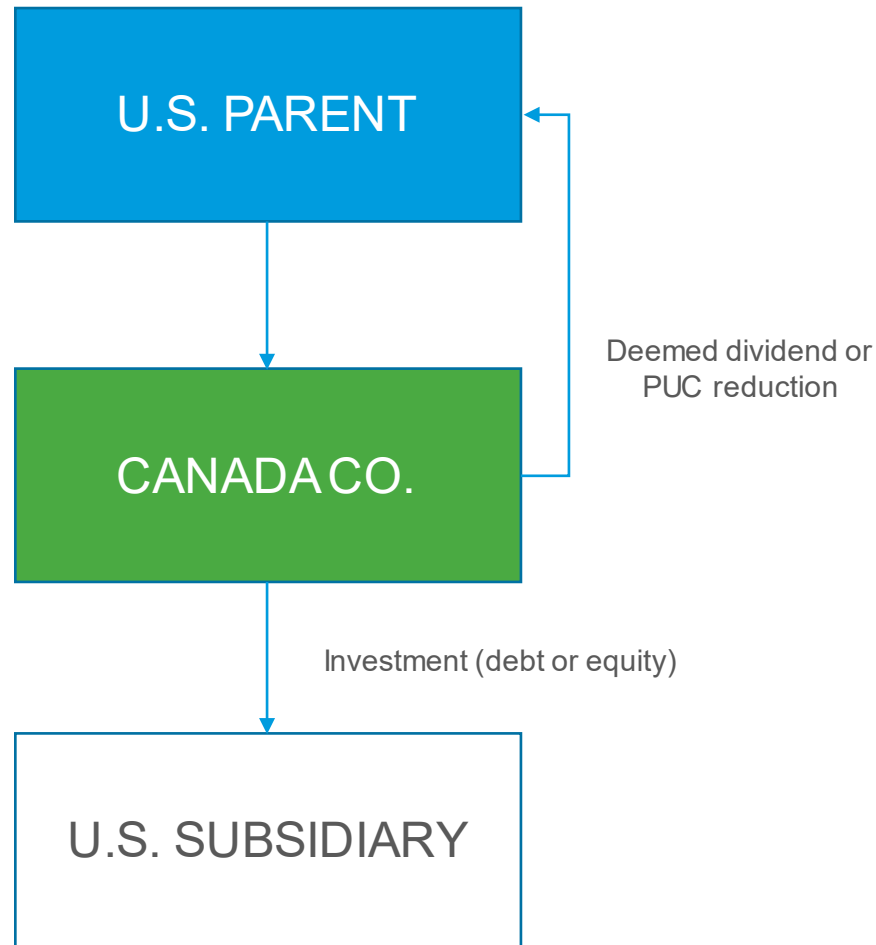 U.S. PARENT
Deemed dividend or
PUC reduction
CANADA CO.
Investment (debt or equity)
U.S. SUBSIDIARY